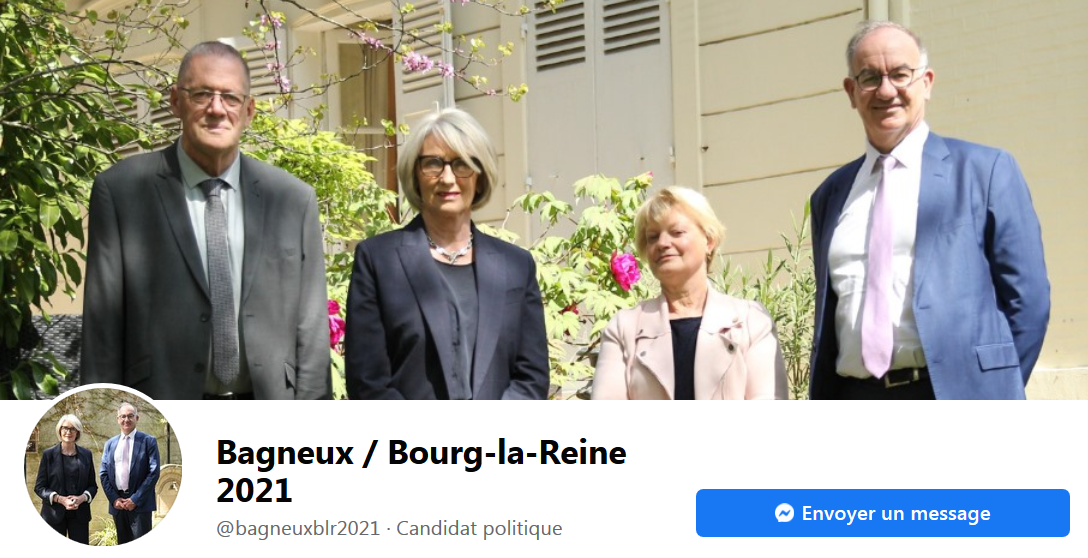 Bagneux / Bourg-la-Reine
2021
@bagneuxblr2021 · Candidat politique
Envoyer un message